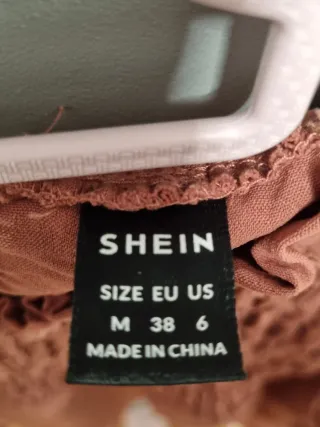 SHEIN
SIZE EU US
M 38 6
MADE IN CHINA